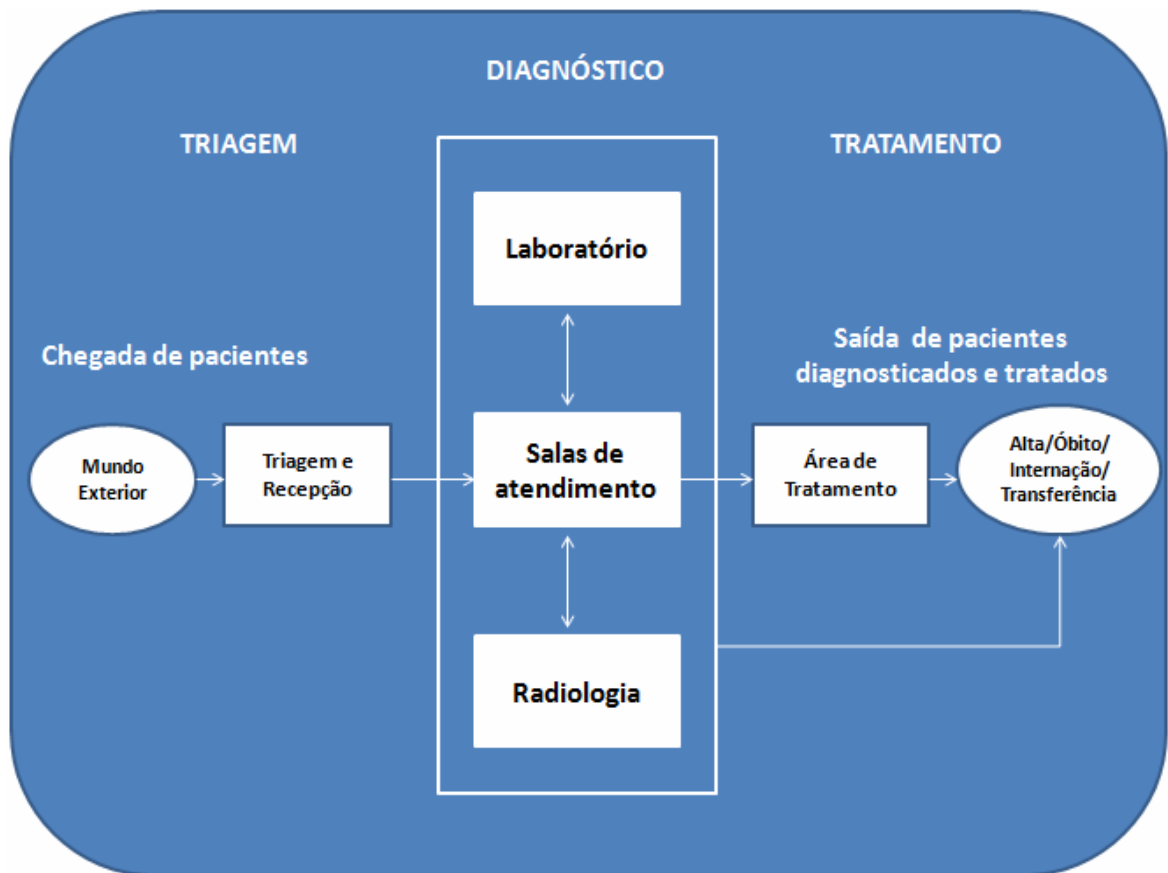 DIAGNÓSTICO
TRIAGEM
TRATAMENTO
Laboratório
Chegada de pacientes
Saída de pacientes
diagnosticados e tratados
Mundo
Exterior
Triagem e
Recepção
Salas de
atendimento
Área de
Tratamento
Alta/Óbito/
Internação/
Transferência
Radiologia